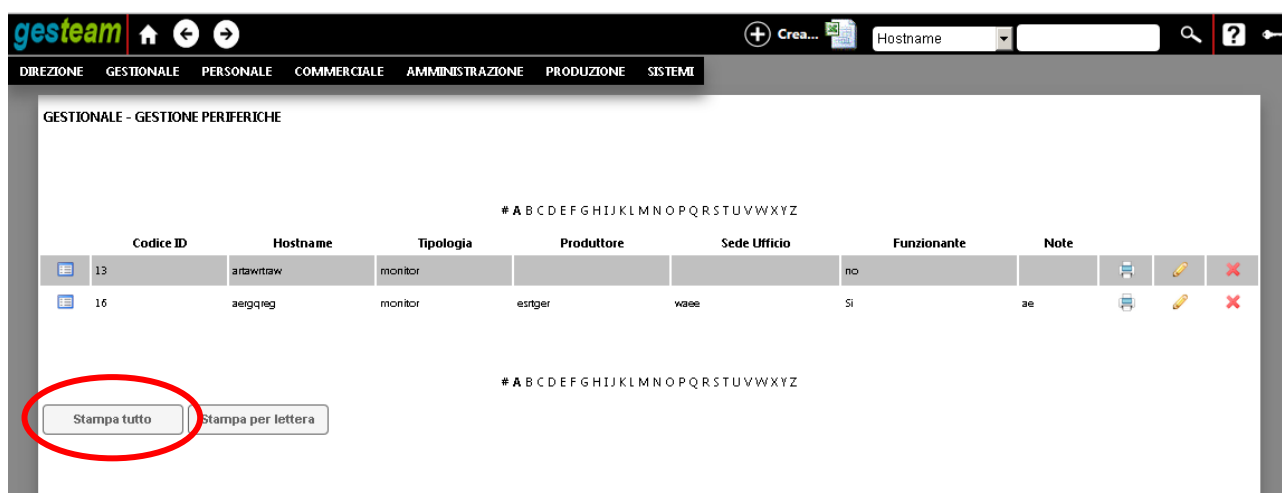 gesteam Crea... Hostname ?
DIREZIONE GESTIONALE PERSONALE COMMERCIALE AMMINISTRAZIONE PRODUZIONE SISTEMI
GESTIONALE - GESTIONE PERIFERICHE
# A B C D E F G H I J K L M N O P Q R S T U V W X Y Z
Codice ID Hostname Tipologia Produttore Sede Ufficio Funzionante Note
13 artawrtraw monitor no
16 aergqreg monitor esrtger waee Si ae
# A B C D E F G H I J K L M N O P Q R S T U V W X Y Z
Stampa tutto Stampa per lettera